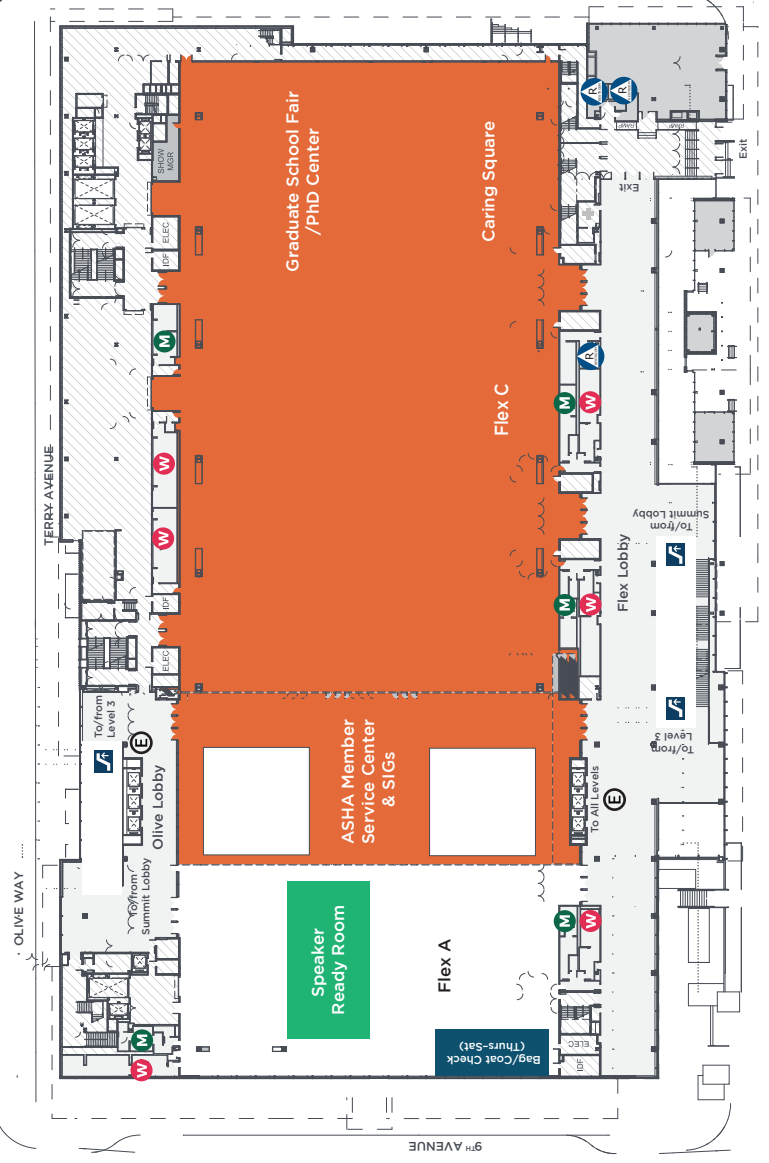 Graduate School Fair
/PhD Center
Caring Square
SHOW
MGR
ELEC
IDF
R
R
RAMP
RAMP
Exit
Exit
M
R
M
W
Flex C
W
W
TERRY AVENUE
To/from
Summit Lobby
Flex Lobby
M
W
IDF
ELEC
To/from
Level 3
E
Olive Lobby
ASHA Member
Service Center
& SIGs
To/from
Level 3
To All Levels
E
To/from
Summit Lobby
OLIVE WAY
Speaker
Ready Room
Flex A
M
W
M
W
Bag/Coat Check
(Thurs-Sat)
ELEC
IDF
9TH AVENUE